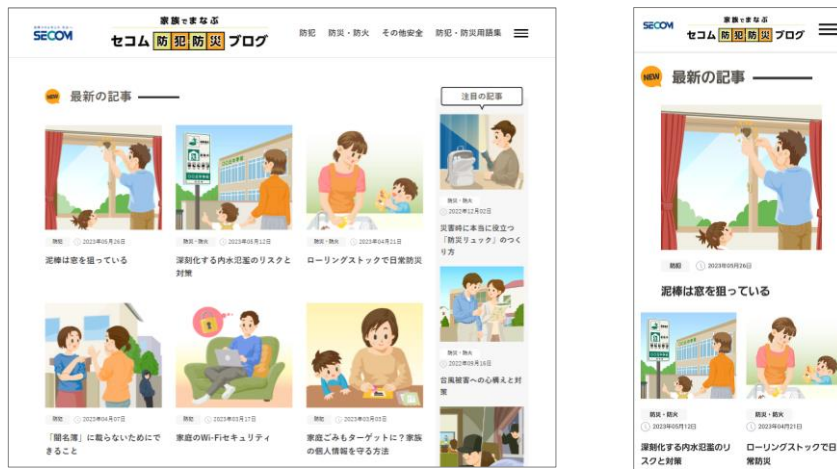 SECOM
家族でまなぶ
セコム防犯防災ブログ
防犯 防災・防火 その他安全 防犯・防災用語集
NEW 最新の記事
防犯 2023年05月26日
泥棒は窓を狙っている
防災・防火 2023年05月12日
深刻化する内水氾濫のリスクと
対策
防災・防火 2023年04月21日
ローリングストックで日常防災
防犯 2023年04月07日
「闇名簿」に載らないためにで
きること
防犯 2023年03月17日
家庭のWi-Fiセキュリティ
防犯 2023年03月03日
家庭ごみもターゲットに?家族
の個人情報を守る方法
注目の記事
防災・防火
2022年12月02日
災害時に本当に役立つ
「防災リュック」のつく
り方
防災・防火
2022年09月16日
台風被害への心構えと対
策
SECOM
家族でまなぶ
セコム防犯防災ブログ
NEW 最新の記事
防犯 2023年05月26日
泥棒は窓を狙っている
防災・防火
2023年05月12日
深刻化する内水氾濫のリ
スクと対策
防災・防火
2023年04月21日
ローリングストックで日
常防災